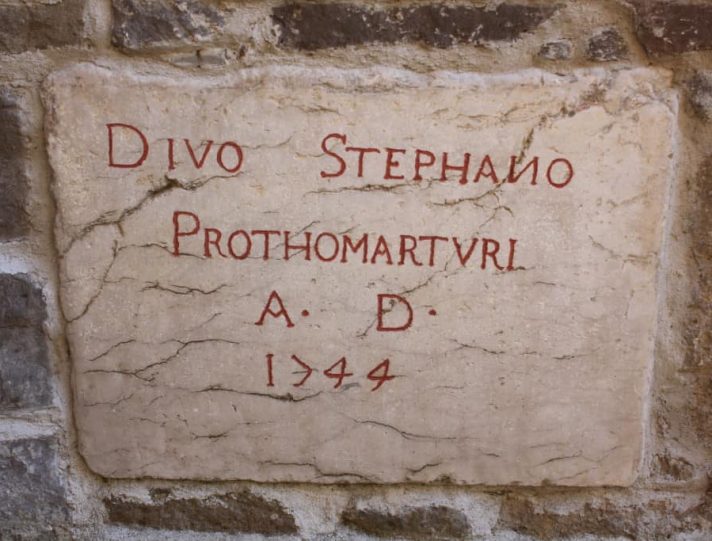 DIVO STEPHANO
PROTHOMARTVRI
A. D.
1744